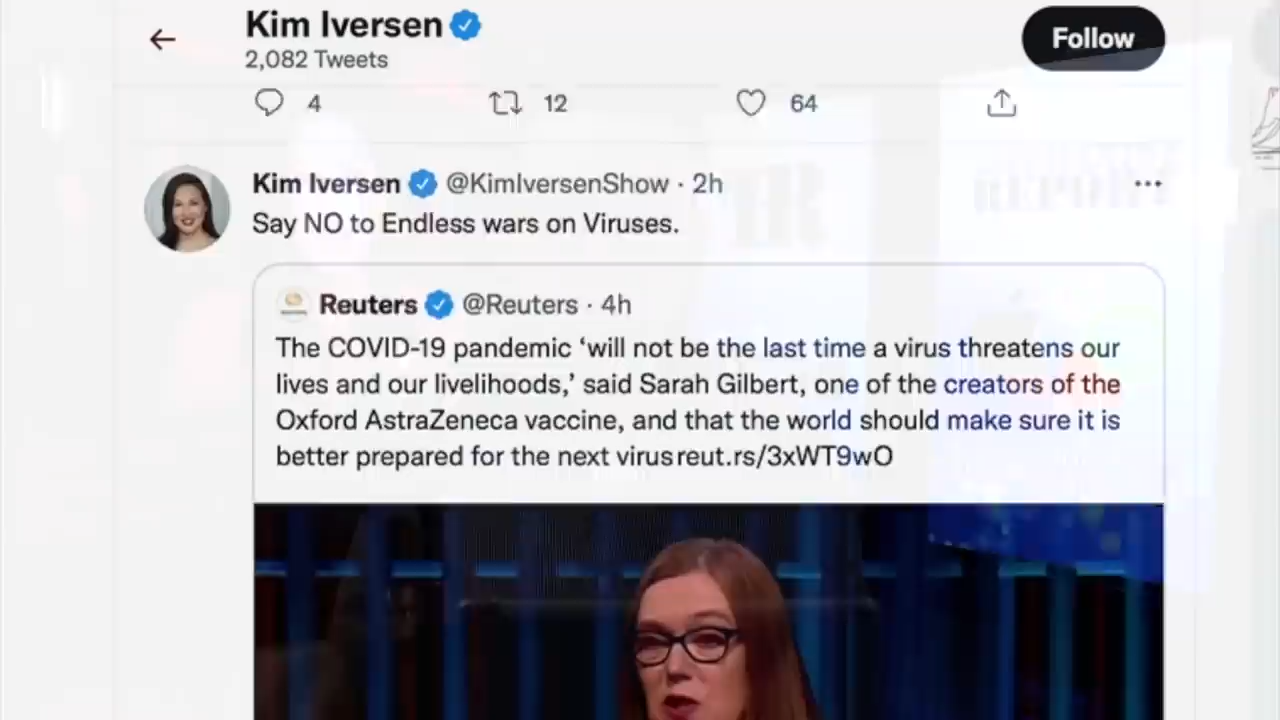 Kim Iversen
Follow
2,082 Tweets
4 12 64
Kim Iversen @KimIversenShow · 2h
Say NO to Endless wars on Viruses.
Reuters @Reuters · 4h
The COVID-19 pandemic ‘will not be the last time a virus threatens our
lives and our livelihoods,’ said Sarah Gilbert, one of the creators of the
Oxford AstraZeneca vaccine, and that the world should make sure it is
better prepared for the next virus reut.rs/3xWT9wO
REPORT